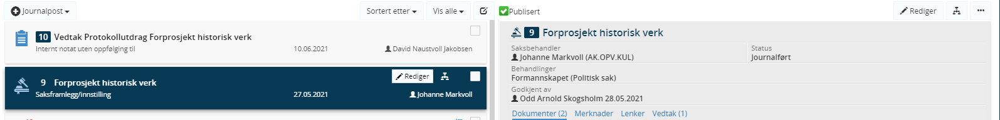 Journalpost
Sortert etter
Vis alle
10 Vedtak Protokollutdrag Forprosjekt historisk verk
Internt notat uten oppfølging til 10.06.2021 David Naustvoll Jakobsen
9 Forprosjekt historisk verk
Rediger
Saksframlegg/innstilling 27.05.2021 Johanne Markvoll
Publisert
Rediger
9 Forprosjekt historisk verk
Saksbehandler
Johanne Markvoll (AK.OPV.KUL)
Status
Journalført
Behandlinger
Formannskapet (Politisk sak)
Godkjent av
Odd Arnold Skogsholm 28.05.2021
Dokumenter (2) Merknader Lenker Vedtak (1)